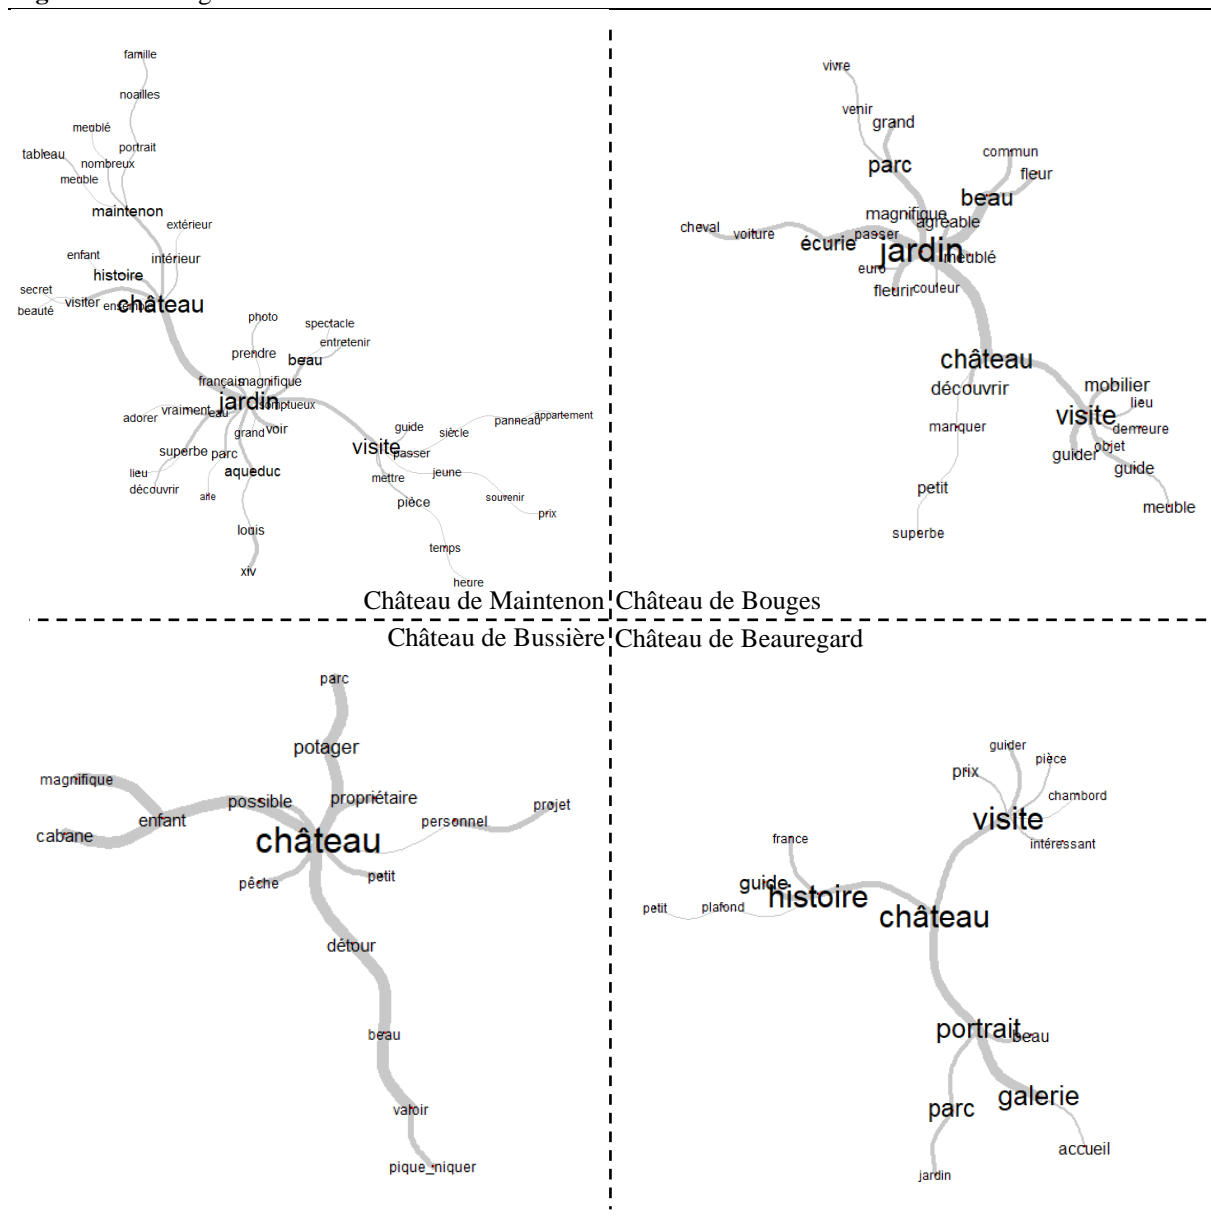 famille
noailles
meublé
portrait
tableau
nombreux
meuble
maintenon
extérieur
enfant
intérieur
histoire
secret
visiter
ensemble
château
beauté
photo
spectacle
prendre
entretenir
beau
français
magnifique
jardin
somptueux
adorer
vraiment
eau
grand
voir
superbe
parc
aqueduc
lieu
découvrir
aile
louis
xiv
visite
guide
passer
siècle
panneau
appartement
mettre
jeune
pièce
souvenir
prix
temps
heure
Château de Maintenon
vivre
venir
grand
parc
commun
fleur
beau
magnifique
agréable
cheval
voiture
écurie
passer
jardin
meublé
euro
fleurir
couleur
château
découvrir
mobilier
lieu
visite
demeure
manquer
objet
guider
guide
petit
meuble
superbe
Château de Bouges
Château de Bussière
parc
potager
magnifique
possible
propriétaire
projet
cabane
enfant
personnel
château
pêche
petit
détour
beau
valoir
pique_niquer
Château de Beauregard
guider
pièce
prix
chambord
visite
intéressant
france
guide
histoire
petit
plafond
château
portrait
beau
galerie
parc
accueil
jardin